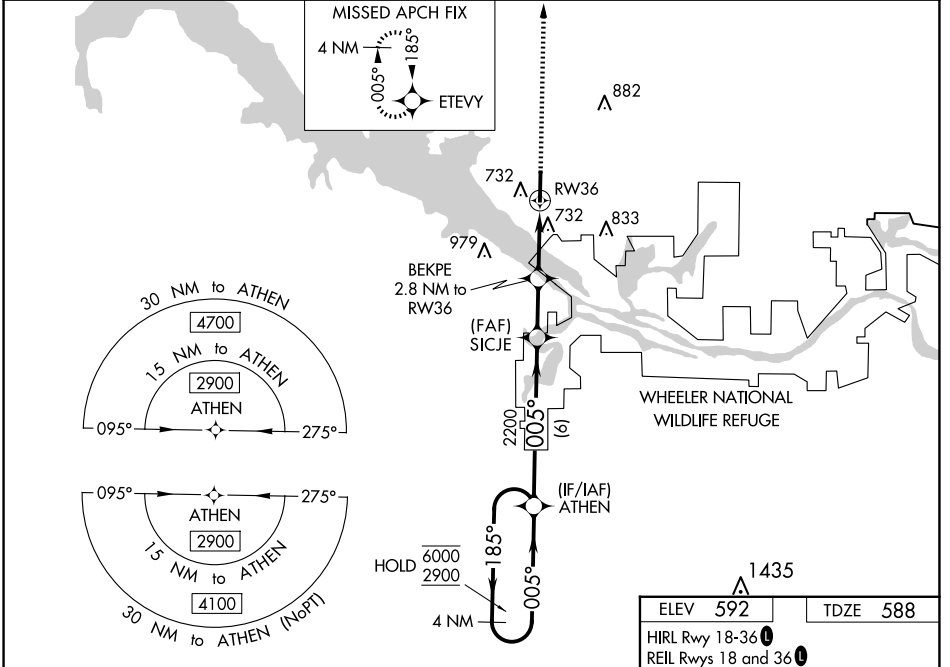 MISSED APCH FIX
4 NM
005°
185°
ETEVY
882
732
RW36
732
833
979
BEKPE
2.8 NM to
RW36
(FAF)
SICJE
30 NM to ATHEN
4700
15 NM to ATHEN
2900
ATHEN
095°
275°
WHEELER NATIONAL
WILDLIFE REFUGE
2200
005°
(6)
095°
275°
ATHEN
2900
15 NM to ATHEN
4100
30 NM to ATHEN (NoPT)
(IF/IAF)
ATHEN
HOLD 6000
2900
185°
005°
4 NM
1435
ELEV 592
TDZE 588
HIRL Rwy 18-36 L
REIL Rwys 18 and 36 L